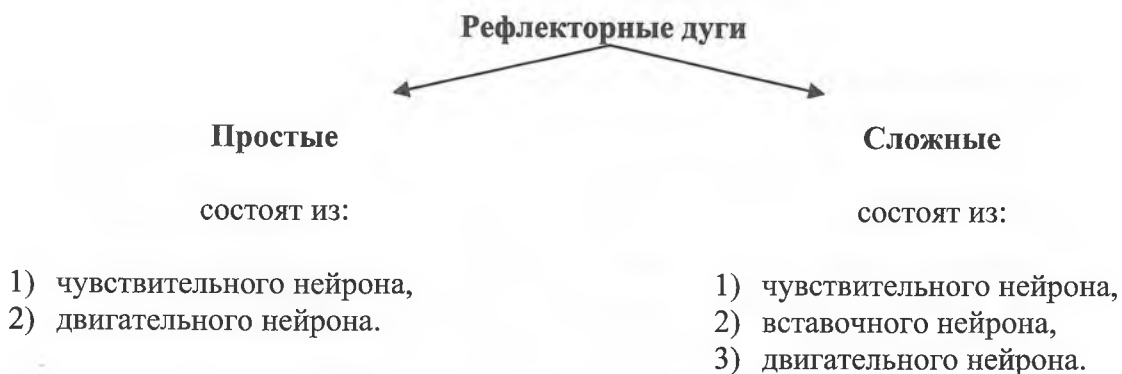 Рефлекторные дуги
Простые
состоят из:
1) чувствительного нейрона,
2) двигательного нейрона.
Сложные
состоят из:
1) чувствительного нейрона,
2) вставочного нейрона,
3) двигательного нейрона.